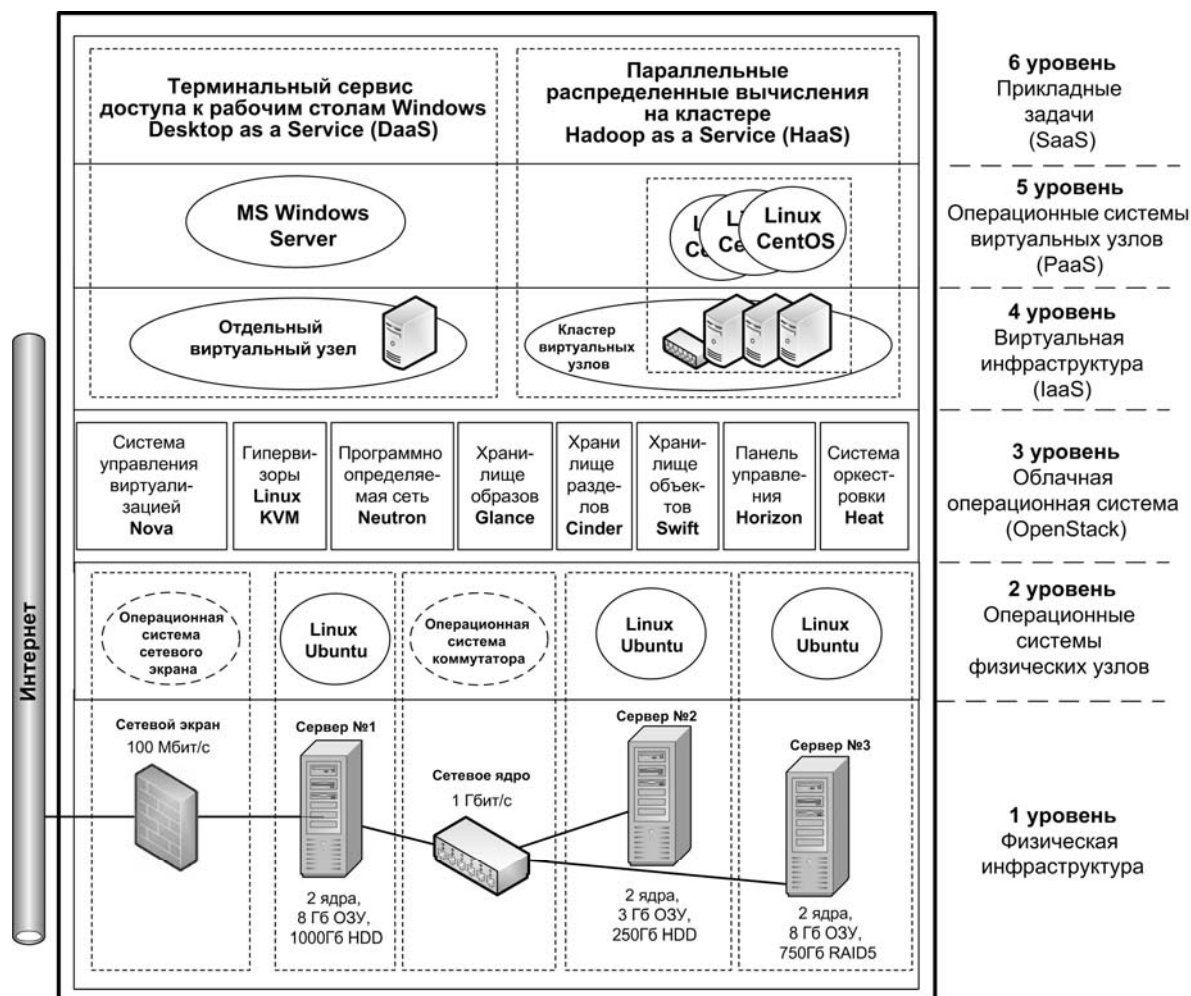 Интернет
Терминальный сервис
доступа к рабочим столам Windows
Desktop as a Service (DaaS)
Параллельные
распределенные вычисления
на кластере
Hadoop as a Service (HaaS)
6 уровень
Прикладные
задачи
(SaaS)
MS Windows
Server
Li
Ce
Li
Ce
Linux
CentOS
5 уровень
Операционные системы
виртуальных узлов
(PaaS)
Отдельный
виртуальный узел
Кластер
виртуальных
узлов
4 уровень
Виртуальная
инфраструктура
(IaaS)
Система
управления
виртуали-
зацией
Nova
Гиперви-
зоры
Linux
KVM
Программно
определяе-
мая сеть
Neutron
Храни-
лище
образов
Glance
Храни
лище
разде-
лов
Cinder
Храни-
лище
объек-
тов
Swift
Панель
управле-
ния
Horizon
Система
оркест-
ровки
Heat
3 уровень
Облачная
операционная система
(OpenStack)
Операционная
система
сетевого
экрана
Linux
Ubuntu
Операционная
система
коммутатора
Linux
Ubuntu
Linux
Ubuntu
2 уровень
Операционные
системы
физических узлов
Сетевой экран
100 Мбит/с
Сервер №1
2 ядра,
8 Гб ОЗУ,
1000Гб HDD
Сетевое ядро
1 Гбит/с
Сервер №2
2 ядра,
3 Гб ОЗУ,
250Гб HDD
Сервер №3
2 ядра,
8 Гб ОЗУ,
750Гб RAID5
1 уровень
Физическая
инфраструктура